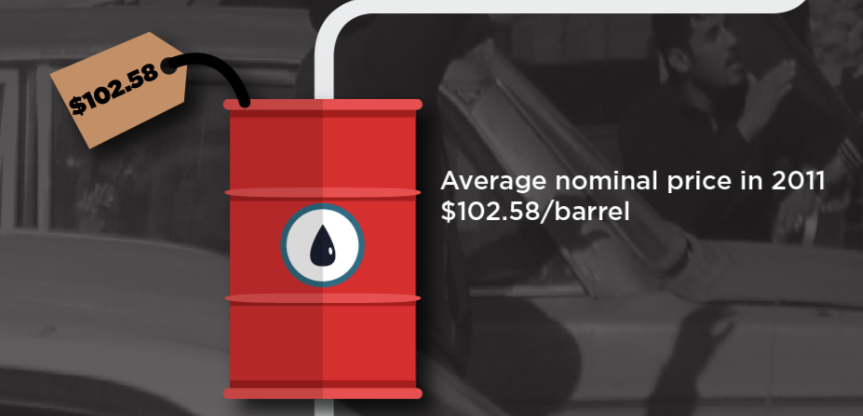 $102.58
Average nominal price in 2011
$102.58/barrel